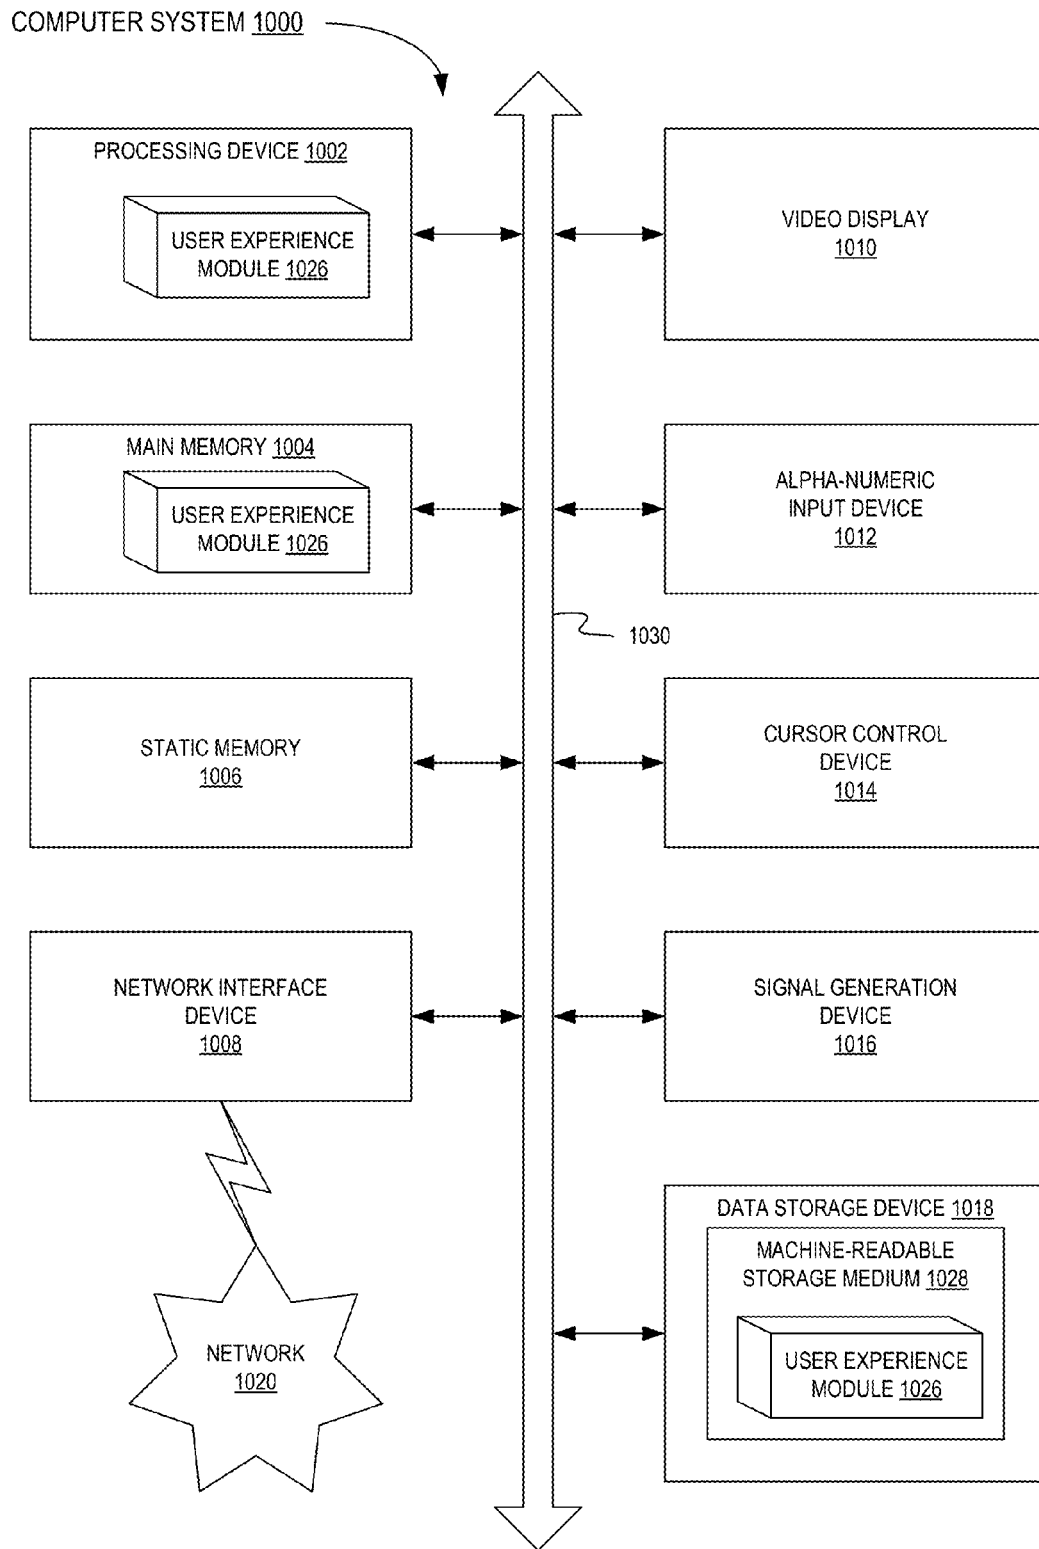 COMPUTER SYSTEM 1000
PROCESSING DEVICE 1002
USER EXPERIENCE
MODULE 1026
VIDEO DISPLAY
1010
MAIN MEMORY 1004
USER EXPERIENCE
MODULE 1026
ALPHA-NUMERIC
INPUT DEVICE
1012
1030
STATIC MEMORY
1006
CURSOR CONTROL
DEVICE
1014
NETWORK INTERFACE
DEVICE
1008
SIGNAL GENERATION
DEVICE
1016
DATA STORAGE DEVICE 1018
MACHINE-READABLE
STORAGE MEDIUM 1028
USER EXPERIENCE
MODULE 1026
NETWORK
1020